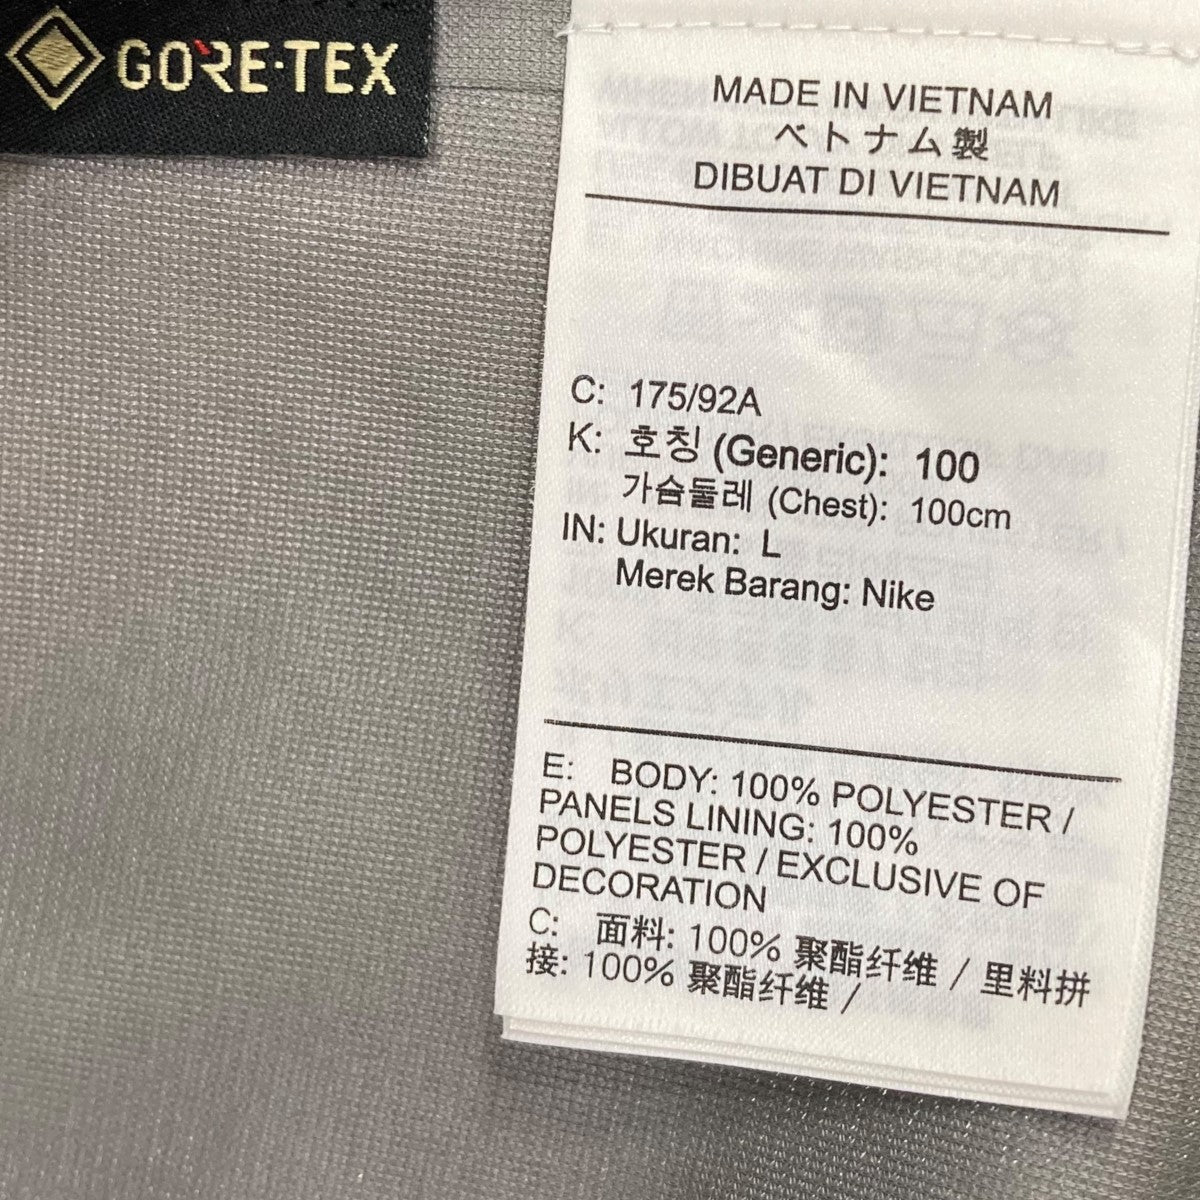 GORE-TEX
MADE IN VIETNAM
ベトナム製
DIBUAT DI VIETNAM
C: 175/92A
K: 호칭 (Generic): 100
가슴둘레 (Chest): 100cm
IN: Ukuran: L
Merek Barang: Nike
E: BODY: 100% POLYESTER /
PANELS LINING: 100%
POLYESTER / EXCLUSIVE OF
DECORATION
C: 面料: 100% 聚酯纤维 / 里料拼
接: 100% 聚酯纤维 /